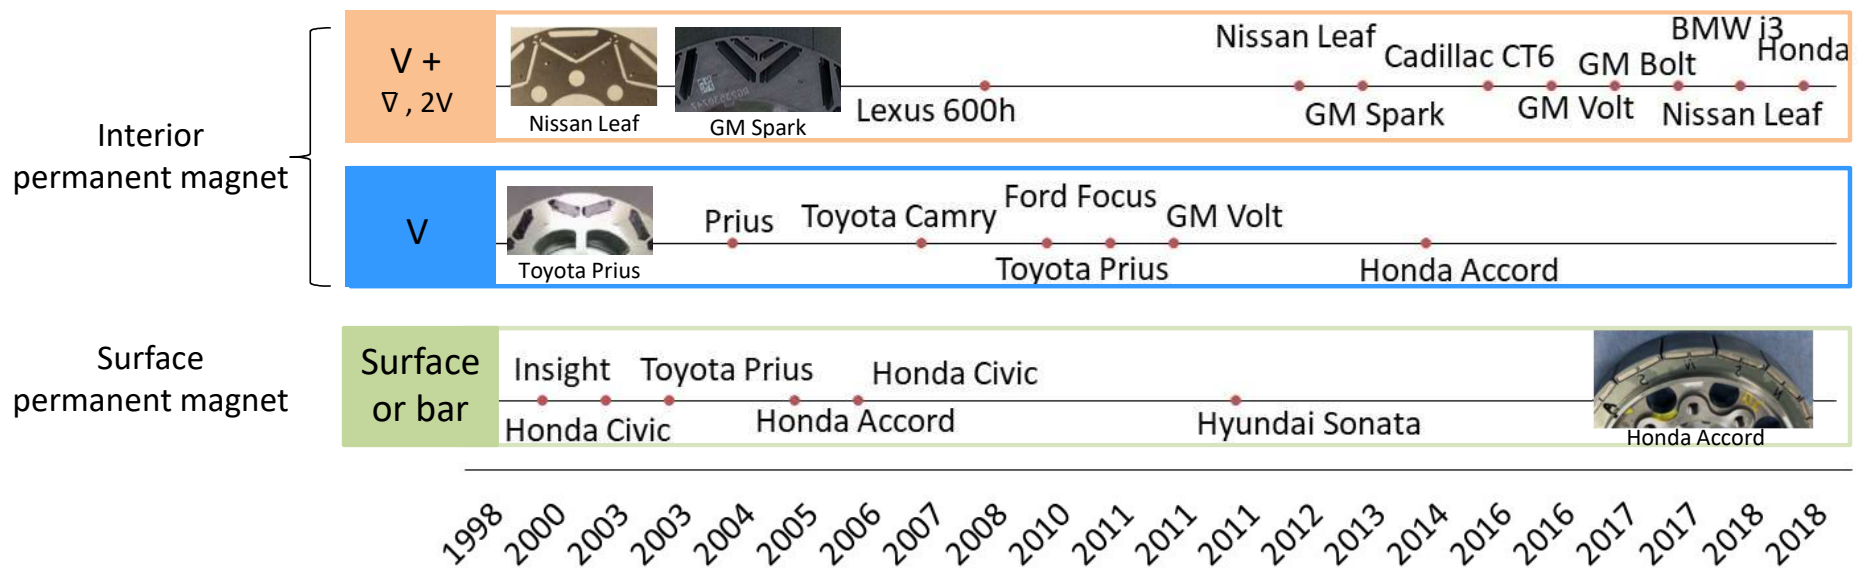 Interior
permanent magnet
V +
∇ , 2V
Nissan Leaf
GM Spark
Lexus 600h
Nissan Leaf
GM Spark
Cadillac CT6
GM Volt
GM Bolt
BMW i3
Nissan Leaf
Honda
V
Toyota Prius
Prius
Toyota Camry
Ford Focus
Toyota Prius
GM Volt
Honda Accord
Surface
permanent magnet
Surface
or bar
Insight
Honda Civic
Toyota Prius
Honda Accord
Honda Civic
Hyundai Sonata
S
N
S
N
Honda Accord
1998
2000
2003
2003
2004
2005
2006
2007
2008
2010
2011
2011
2011
2012
2013
2014
2016
2016
2017
2017
2018
2018